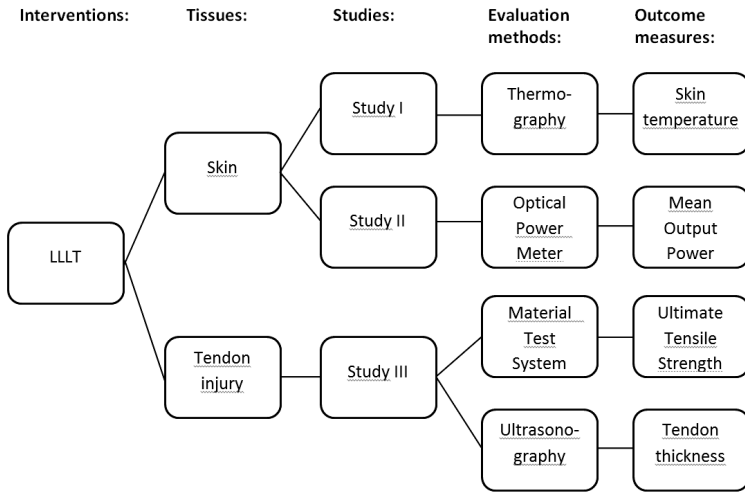 Interventions:
Tissues:
Studies:
Evaluation
methods:
Outcome
measures:
LLLT
Skin
Tendon
injury
Study I
Study II
Study III
Thermo-
graphy
Optical
Power
Meter
Material
Test
System
Ultrasono-
graphy
Skin
temperature
Mean
Output
Power
Ultimate
Tensile
Strength
Tendon
thickness